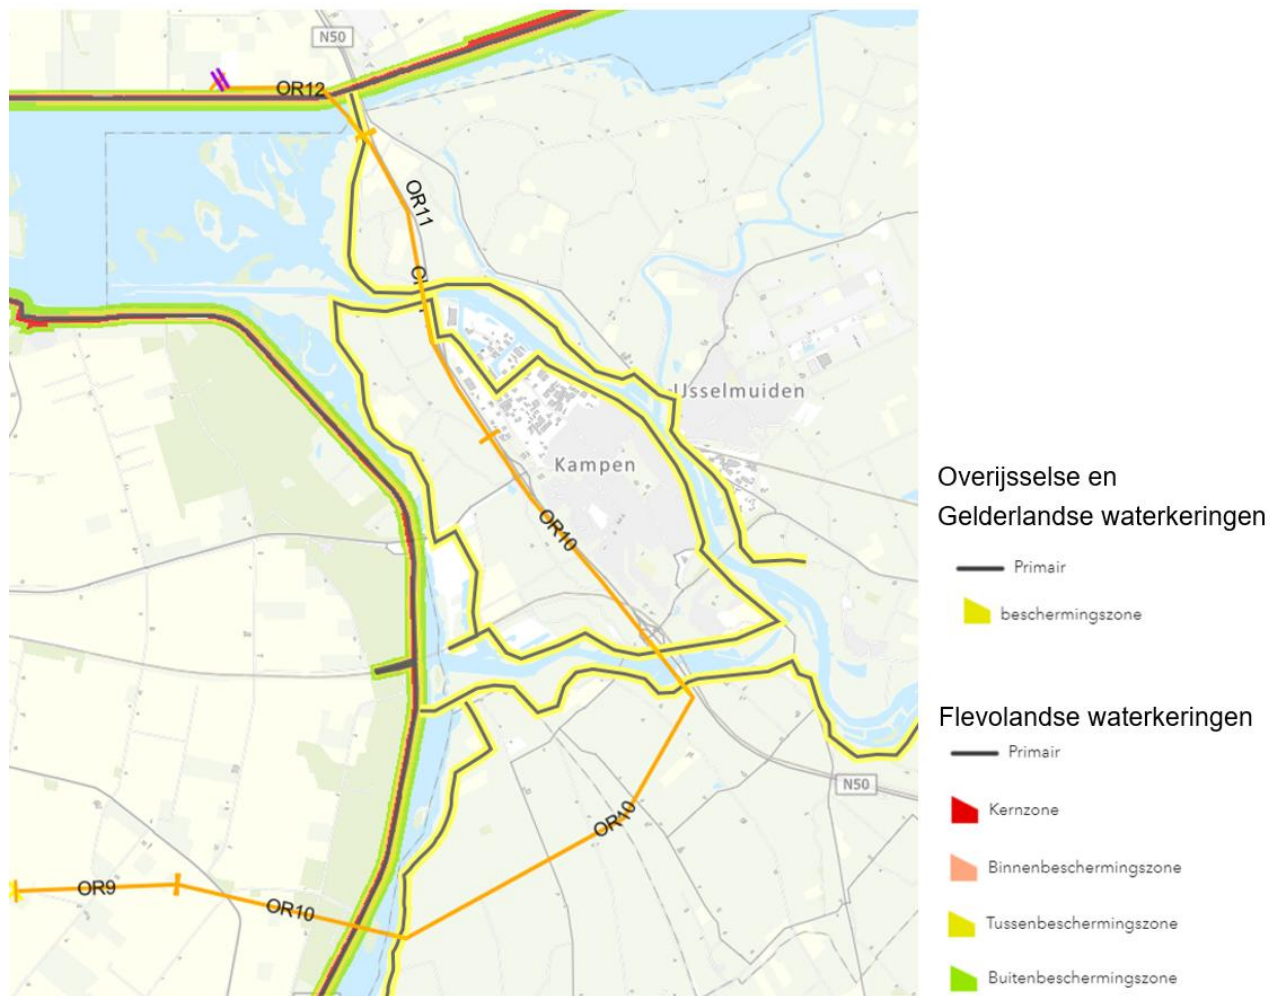 N50
OR12
OR11
CI
IJsselmuiden
Kampen
OR10
N50
OR10
OR9
OR10
Overijsselse en
Gelderlandse waterkeringen
Primair
beschermingszone
Flevolandse waterkeringen
Primair
Kernzone
Binnenbeschermingszone
Tussenbeschermingszone
Buitenbeschermingszone